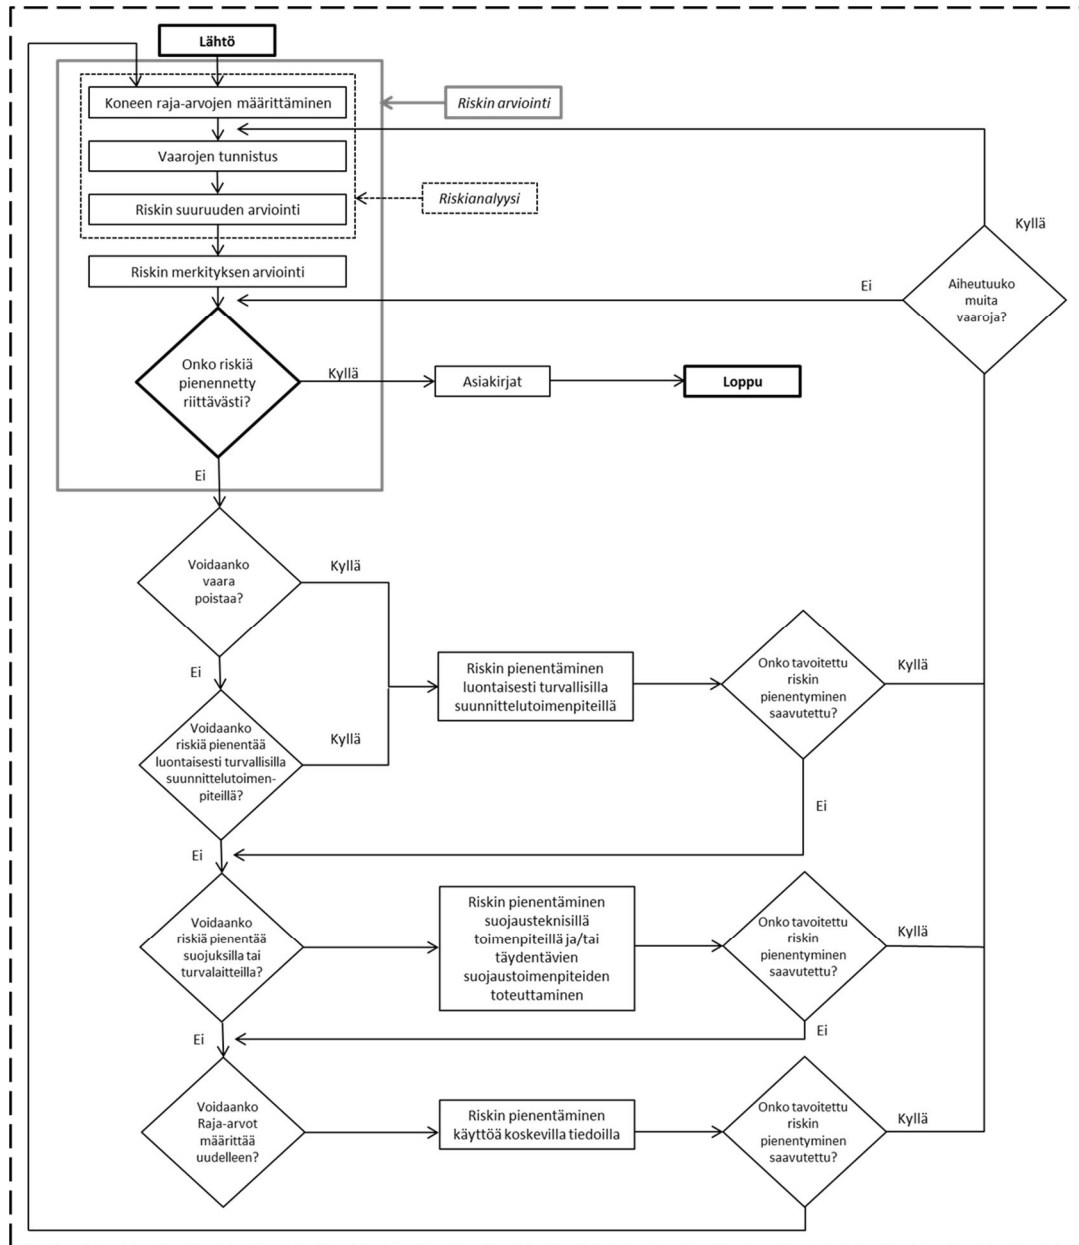 Lähtö
Koneen raja-arvojen määrittäminen
Riskin arviointi
Vaarojen tunnistus
Riskianalyysi
Riskin suuruuden arviointi
Kyllä
Riskin merkityksen arviointi
Ei
Aiheutuuko
muita
vaaroja?
Onko riskiä
pienennetty
riittävästi?
Kyllä
Asiakirjat
Loppu
Ei
Voidaanko
vaara
poistaa?
Kyllä
Ei
Riskin pienentäminen
luontaisesti turvallisilla
suunnittelutoimenpiteillä
Onko tavoitettu
riskin
pienentyminen
saavutettu?
Kyllä
Voidaanko
riskiä pienentää
luontaisesti turvallisilla
suunnittelutoimen-
piteillä?
Kyllä
Ei
Ei
Voidaanko
riskiä pienentää
suojuksilla tai
turvalaitteilla?
Riskin pienentäminen
suojausteknisillä
toimenpiteillä ja/tai
täydentävien
suojaustoimenpiteiden
toteuttaminen
Onko tavoitettu
riskin
pienentyminen
saavutettu?
Kyllä
Ei
Ei
Voidaanko
Raja-arvot
määrittää
uudelleen?
Riskin pienentäminen
käyttöä koskevilla tiedoilla
Onko tavoitettu
riskin
pienentyminen
saavutettu?
Kyllä